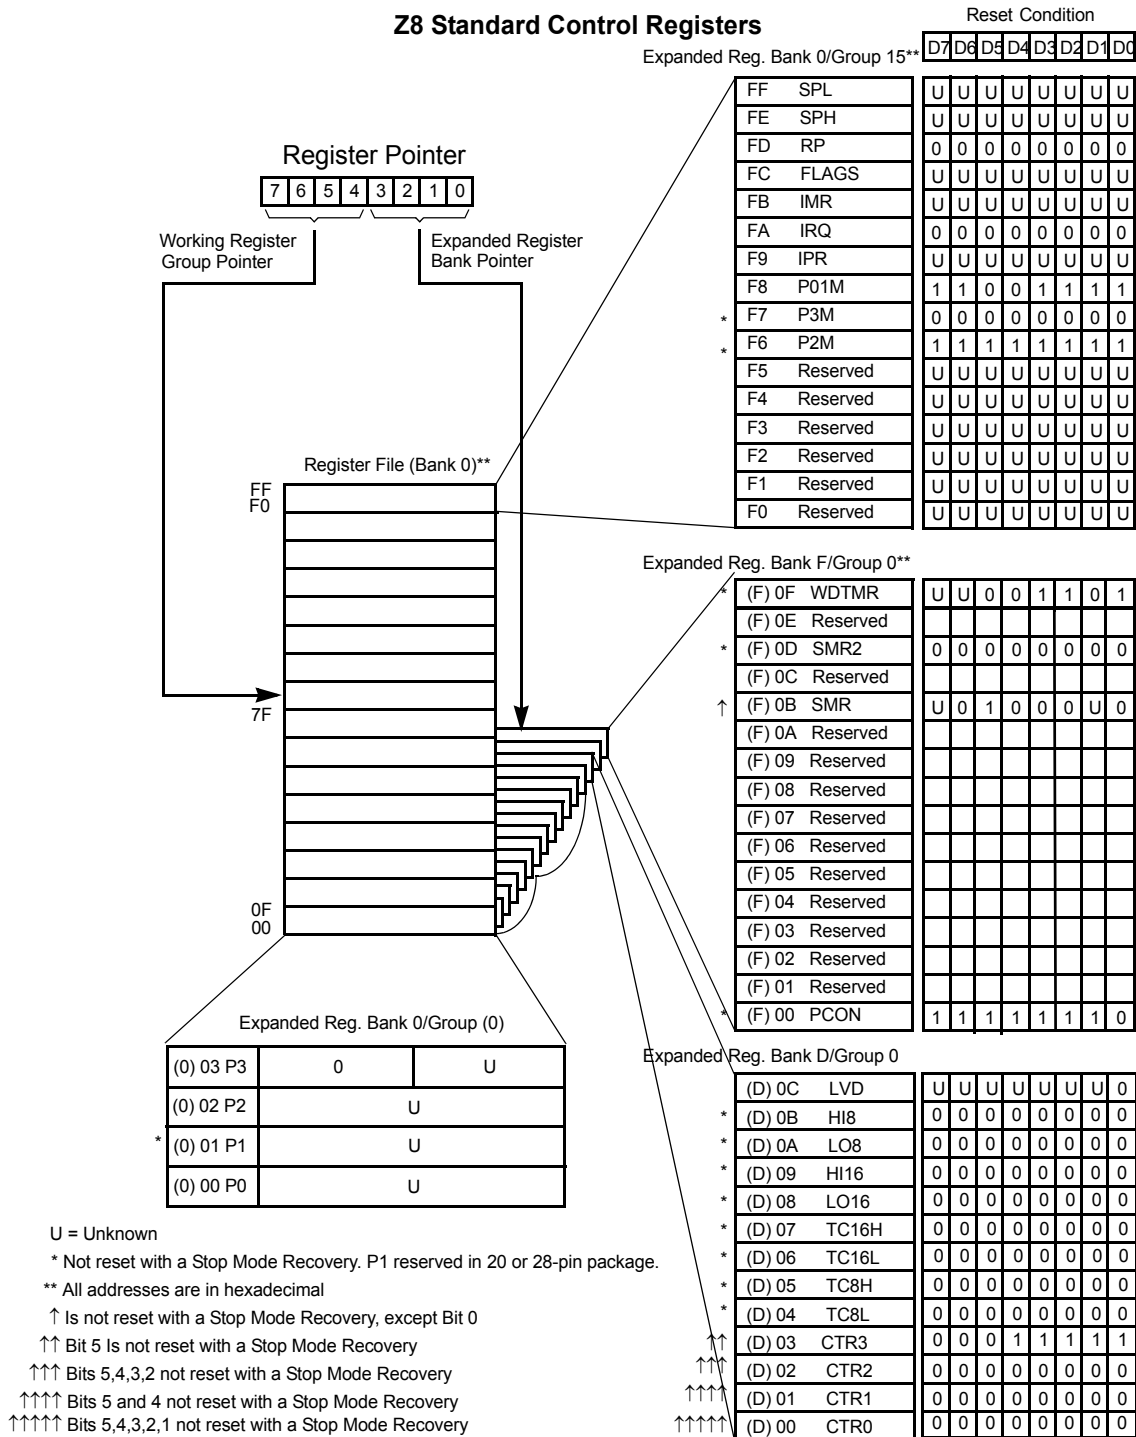 Z8 Standard Control Registers
Reset Condition
Expanded Reg. Bank 0/Group 15**
D7 D6 D5 D4 D3 D2 D1 D0
FF SPL U U U U U U U U
FE SPH U U U U U U U U
FD RP 0 0 0 0 0 0 0 0
FC FLAGS U U U U U U U U
FB IMR U U U U U U U U
FA IRQ 0 0 0 0 0 0 0 0
F9 IPR U U U U U U U U
F8 P01M 1 1 0 0 1 1 1 1
* F7 P3M 0 0 0 0 0 0 0 0
* F6 P2M 1 1 1 1 1 1 1 1
F5 Reserved U U U U U U U U
F4 Reserved U U U U U U U U
F3 Reserved U U U U U U U U
F2 Reserved U U U U U U U U
F1 Reserved U U U U U U U U
F0 Reserved U U U U U U U U
Register Pointer
7 6 5 4 3 2 1 0
Working Register
Group Pointer
Expanded Register
Bank Pointer
Register File (Bank 0)**
FF
F0
7F
0F
00
Expanded Reg. Bank F/Group 0**
* (F) 0F WDTMR U U 0 0 1 1 0 1
(F) 0E Reserved
* (F) 0D SMR2 0 0 0 0 0 0 0 0
(F) 0C Reserved
↑ (F) 0B SMR U 0 1 0 0 0 U 0
(F) 0A Reserved
(F) 09 Reserved
(F) 08 Reserved
(F) 07 Reserved
(F) 06 Reserved
(F) 05 Reserved
(F) 04 Reserved
(F) 03 Reserved
(F) 02 Reserved
(F) 01 Reserved
* (F) 00 PCON 1 1 1 1 1 1 1 0
Expanded Reg. Bank 0/Group (0)
(0) 03 P3 0 U
(0) 02 P2 U
* (0) 01 P1 U
(0) 00 P0 U
Expanded Reg. Bank D/Group 0
(D) 0C LVD U U U U U U U 0
* (D) 0B HI8 0 0 0 0 0 0 0 0
* (D) 0A LO8 0 0 0 0 0 0 0 0
* (D) 09 HI16 0 0 0 0 0 0 0 0
* (D) 08 LO16 0 0 0 0 0 0 0 0
* (D) 07 TC16H 0 0 0 0 0 0 0 0
* (D) 06 TC16L 0 0 0 0 0 0 0 0
* (D) 05 TC8H 0 0 0 0 0 0 0 0
* (D) 04 TC8L 0 0 0 0 0 0 0 0
↑↑ (D) 03 CTR3 0 0 0 1 1 1 1 1
↑↑↑ (D) 02 CTR2 0 0 0 0 0 0 0 0
↑↑↑↑ (D) 01 CTR1 0 0 0 0 0 0 0 0
↑↑↑↑↑ (D) 00 CTR0 0 0 0 0 0 0 0 0
U = Unknown
* Not reset with a Stop Mode Recovery. P1 reserved in 20 or 28-pin package.
** All addresses are in hexadecimal
↑ Is not reset with a Stop Mode Recovery, except Bit 0
↑↑ Bit 5 Is not reset with a Stop Mode Recovery
↑↑↑ Bits 5,4,3,2 not reset with a Stop Mode Recovery
↑↑↑↑ Bits 5 and 4 not reset with a Stop Mode Recovery
↑↑↑↑↑ Bits 5,4,3,2,1 not reset with a Stop Mode Recovery